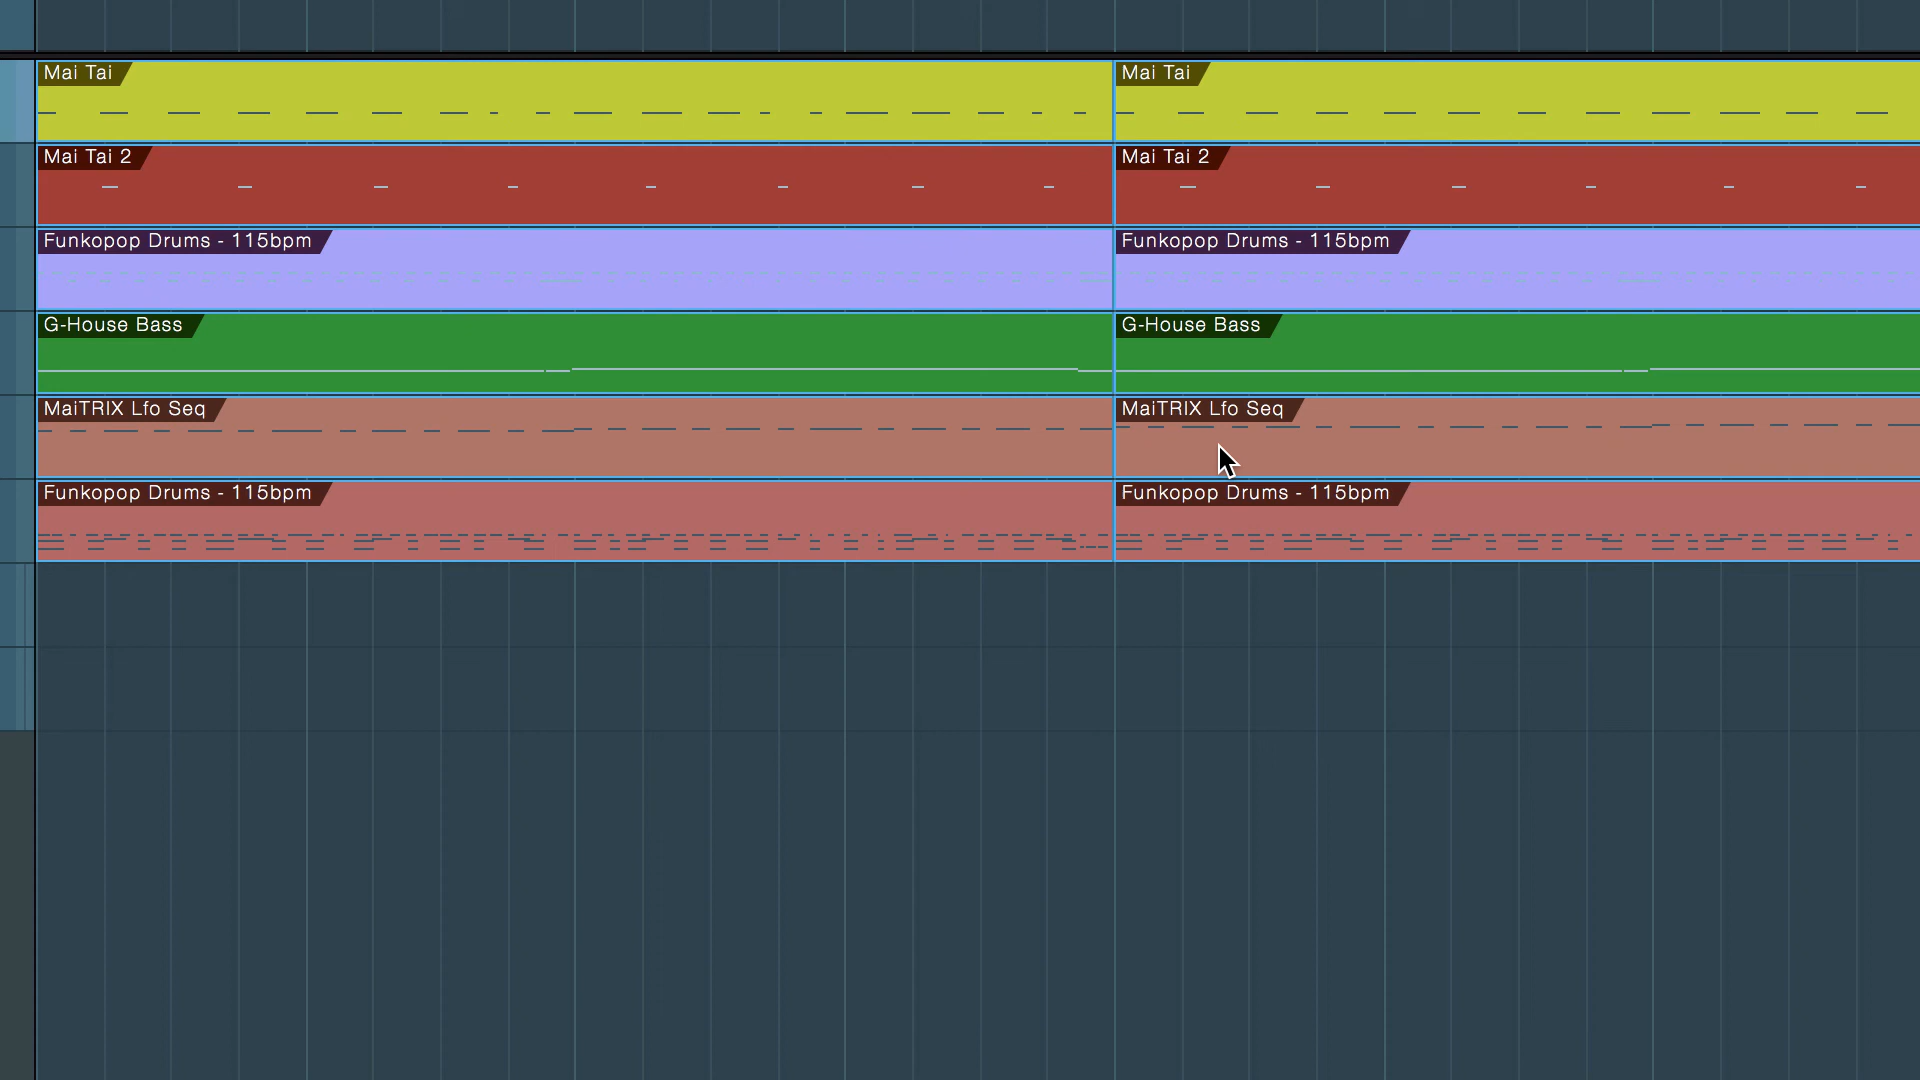 Mai Tai Mai Tai
Mai Tai 2 Mai Tai 2
Funkopop Drums - 115bpm Funkopop Drums - 115bpm
G-House Bass G-House Bass
MaiTRIX Lfo Seq MaiTRIX Lfo Seq
Funkopop Drums - 115bpm Funkopop Drums - 115bpm